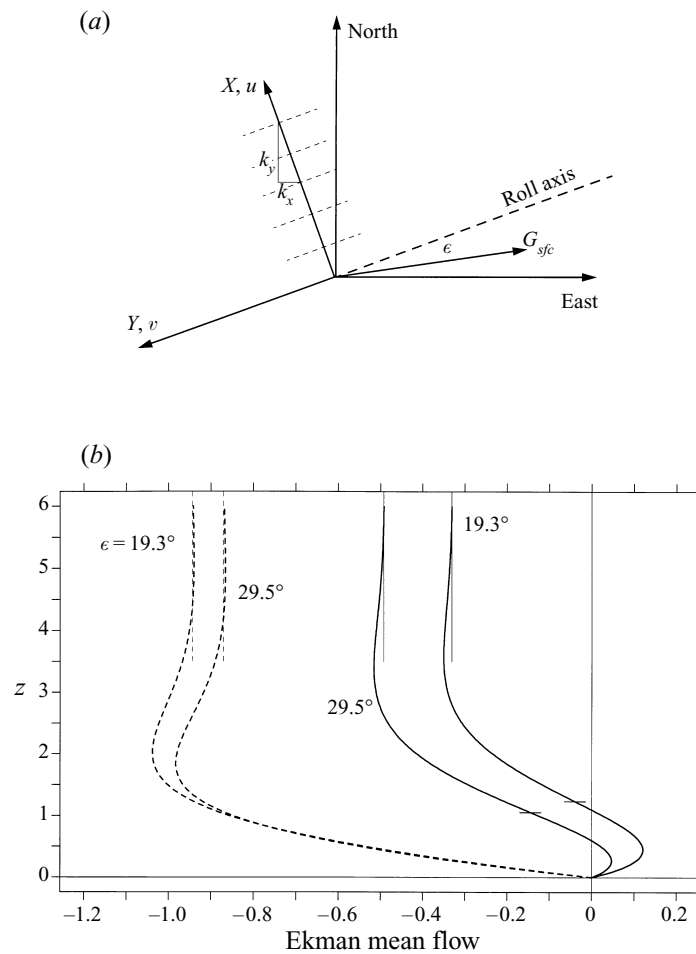 (a)
North
X, u
k_y
k_x
Roll axis
ϵ
G_sfc
East
Y, v
(b)
6
ϵ = 19.3°
19.3°
5
29.5°
4
z
3
29.5°
2
1
0
−1.2
−1.0
−0.8
−0.6
−0.4
−0.2
0
0.2
Ekman mean flow